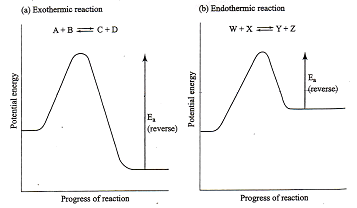 (a) Exothermic reaction
A + B ⇌ C + D
Potential energy
Eₐ
(reverse)
Progress of reaction
(b) Endothermic reaction
W + X ⇌ Y + Z
Potential energy
Eₐ
(reverse)
Progress of reaction